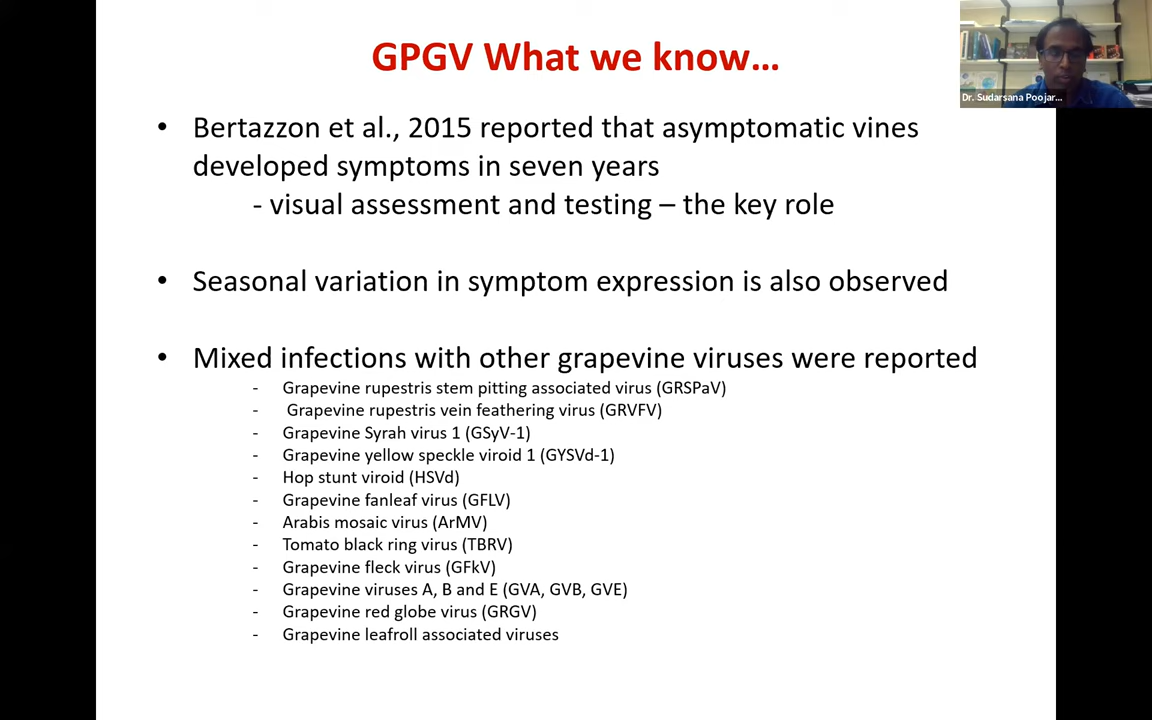 GPGV What we know…
Dr. Sudarsana Poojar...
• Bertazzon et al., 2015 reported that asymptomatic vines
developed symptoms in seven years
- visual assessment and testing – the key role
• Seasonal variation in symptom expression is also observed
• Mixed infections with other grapevine viruses were reported
- Grapevine rupestris stem pitting associated virus (GRSPaV)
- Grapevine rupestris vein feathering virus (GRVFV)
- Grapevine Syrah virus 1 (GSyV-1)
- Grapevine yellow speckle viroid 1 (GYSVd-1)
- Hop stunt viroid (HSVd)
- Grapevine fanleaf virus (GFLV)
- Arabis mosaic virus (ArMV)
- Tomato black ring virus (TBRV)
- Grapevine fleck virus (GFkV)
- Grapevine viruses A, B and E (GVA, GVB, GVE)
- Grapevine red globe virus (GRGV)
- Grapevine leafroll associated viruses